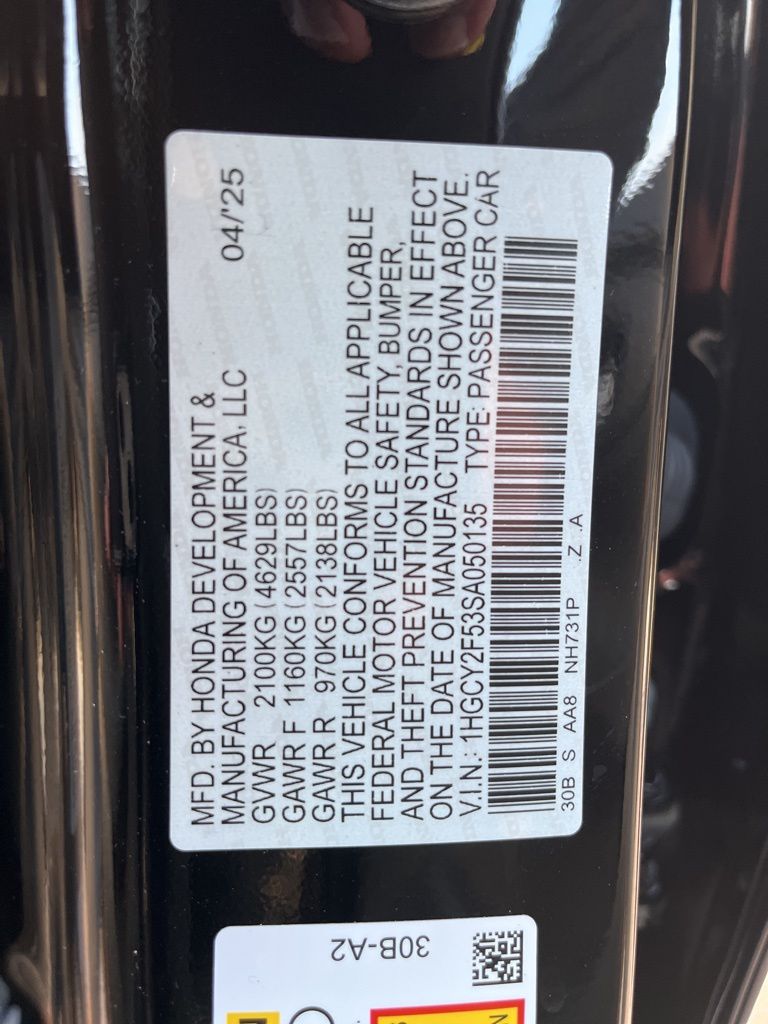 MFD. BY HONDA DEVELOPMENT &
MANUFACTURING OF AMERICA, LLC 04/'25
GVWR 2100KG (4629LBS)
GAWR F 1160KG (2557LBS)
GAWR R 970KG (2138LBS)
THIS VEHICLE CONFORMS TO ALL APPLICABLE
FEDERAL MOTOR VEHICLE SAFETY, BUMPER,
AND THEFT PREVENTION STANDARDS IN EFFECT
ON THE DATE OF MANUFACTURE SHOWN ABOVE.
V.I.N.: 1HGCY2F53SA050135 TYPE: PASSENGER CAR
30B S AA8 NH731P .Z .A
30B-A2